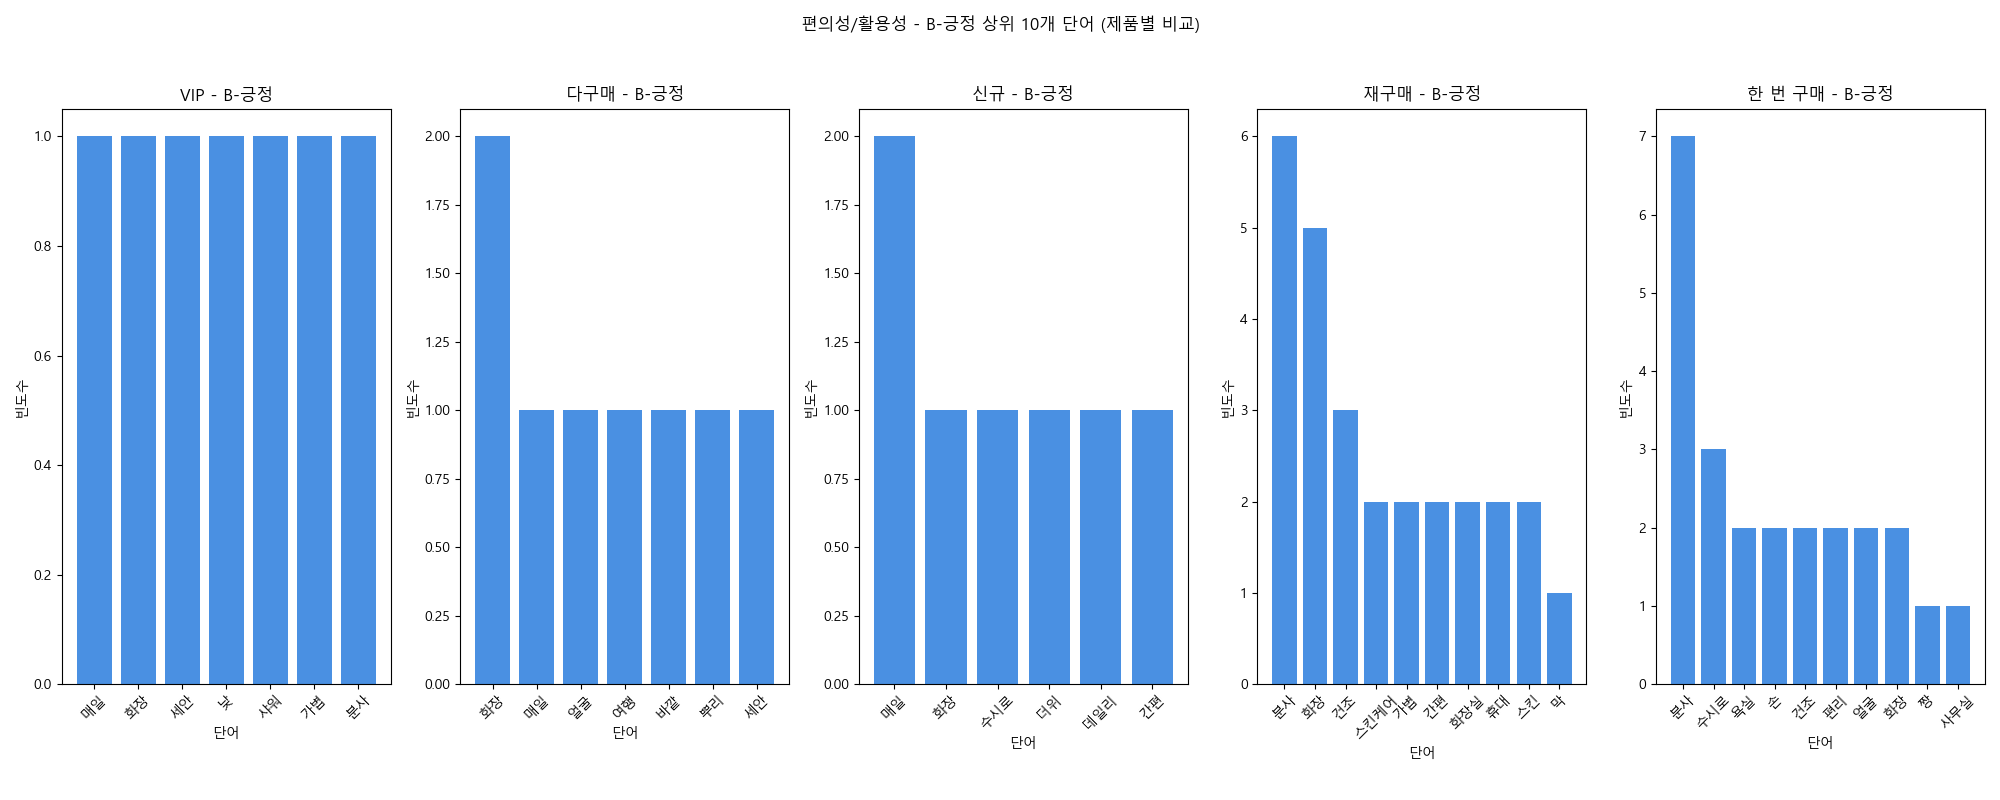 편의성/활용성 - B-긍정 상위 10개 단어 (제품별 비교)
VIP - B-긍정
빈도수
1.0
0.8
0.6
0.4
0.2
0.0
매일 화장 세안 낮 샤워 가볍 분사
단어
다구매 - B-긍정
빈도수
2.00
1.75
1.50
1.25
1.00
0.75
0.50
0.25
0.00
화장 매일 얼굴 여행 바깥 뿌리 세안
단어
신규 - B-긍정
빈도수
2.00
1.75
1.50
1.25
1.00
0.75
0.50
0.25
0.00
매일 화장 수시로 더위 데일리 간편
단어
재구매 - B-긍정
빈도수
6
5
4
3
2
1
0
분사 화장 건조 스킨케어 가볍 간편 화장실 휴대 스킨 막
단어
한 번 구매 - B-긍정
빈도수
7
6
5
4
3
2
1
0
분사 수시로 욕실 손 건조 편리 얼굴 화장 짱 사무실
단어